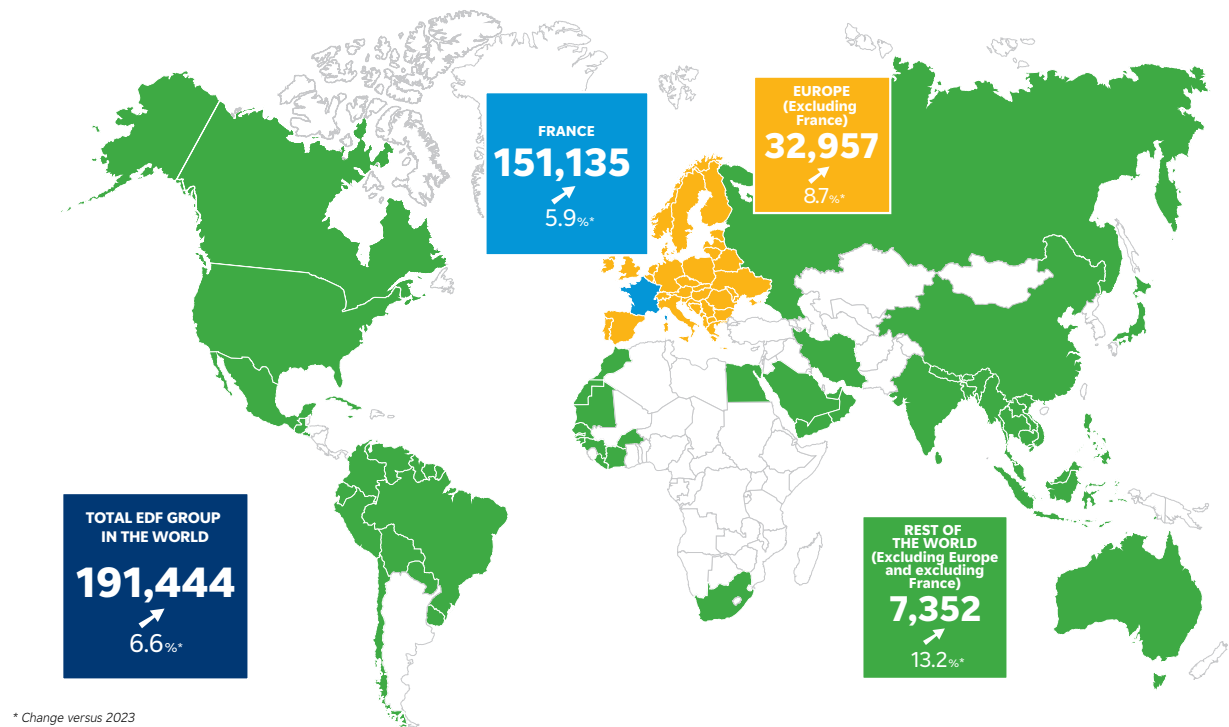 FRANCE
151,135
5.9%*
EUROPE
(Excluding
France)
32,957
8.7%*
TOTAL EDF GROUP
IN THE WORLD
191,444
6.6%*
REST OF
THE WORLD
(Excluding Europe
and excluding
France)
7,352
13.2%*
* Change versus 2023